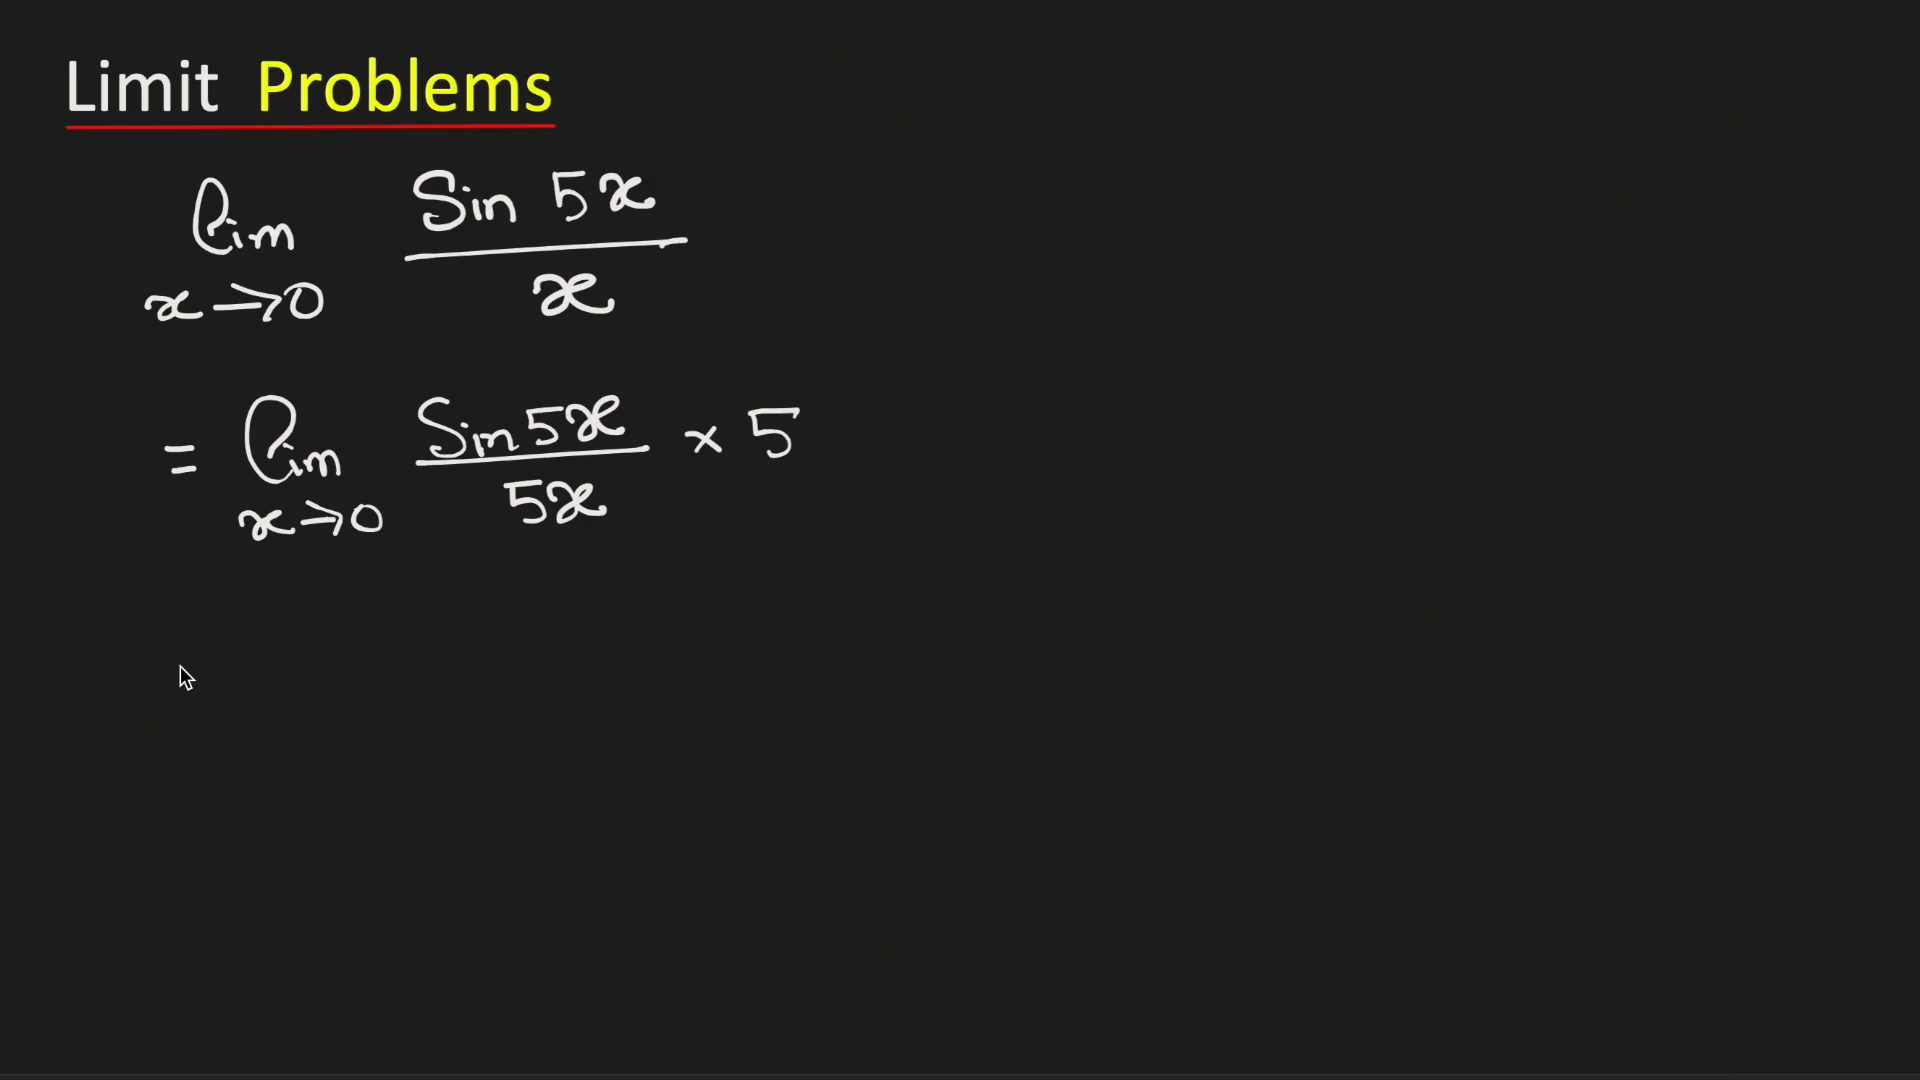 Limit Problems
lim x→0 Sin 5x / x
= lim x→0 Sin 5x / 5x × 5